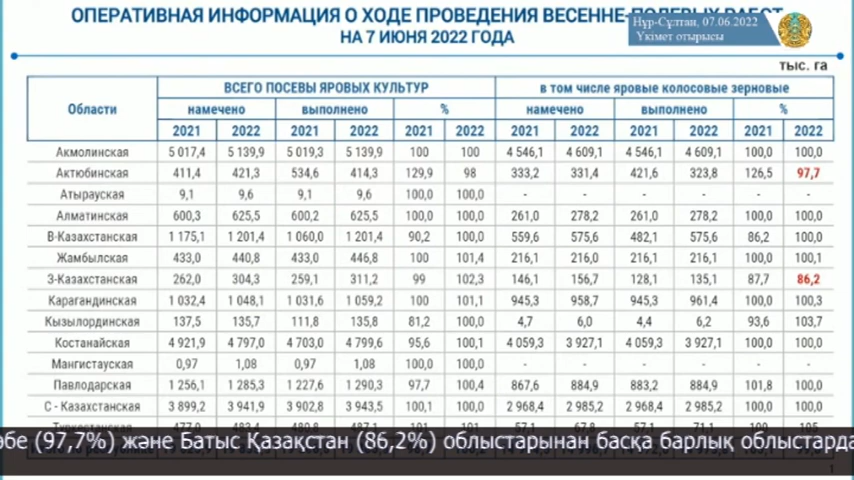 ОПЕРАТИВНАЯ ИНФОРМАЦИЯ О ХОДЕ ПРОВЕДЕНИЯ ВЕСЕННЕ-ПОЛЕВЫХ РАБОТ
НА 7 ИЮНЯ 2022 ГОДА
Нұр-Сұлтан, 07.06.2022
Үкімет отырысы
тыс. га
Области ВСЕГО ПОСЕВЫ ЯРОВЫХ КУЛЬТУР в том числе яровые колосовые зерновые
намечено выполнено % намечено выполнено %
2021 2022 2021 2022 2021 2022 2021 2022 2021 2022 2021 2022
Акмолинская 5 017,4 5 139,9 5 019,3 5 139,9 100 100 4 546,1 4 609,1 4 546,1 4 609,1 100,0 100,0
Актюбинская 411,4 421,3 534,6 414,3 129,9 98 333,2 331,4 421,6 323,8 126,5 97,7
Атырауская 9,1 9,6 9,1 9,6 100,0 100,0 - - - - - -
Алматинская 600,3 625,5 600,2 625,5 100,0 100,0 261,0 278,2 261,0 278,2 100,0 100,0
В-Казахстанская 1 175,1 1 201,4 1 060,0 1 201,4 90,2 100,0 559,6 575,6 482,1 575,6 86,2 100,0
Жамбылская 433,0 440,8 433,0 446,8 100 101,4 216,1 216,0 216,1 216,1 100,0 100,1
З-Казахстанская 262,0 304,3 259,1 311,2 99 102,3 146,1 156,7 128,1 135,1 87,7 86,2
Карагандинская 1 032,4 1 048,1 1 031,6 1 059,2 100 101,1 945,3 958,7 945,3 961,4 100,0 100,3
Кызылординская 137,5 135,7 111,8 135,8 81,2 100,0 4,7 6,0 4,4 6,2 93,6 103,7
Костанайская 4 921,9 4 797,0 4 703,0 4 799,6 95,6 100,1 4 059,3 3 927,1 4 059,3 3 927,1 100,0 100,0
Мангистауская 0,97 1,08 0,97 1,08 100,0 100,0 - - - - - -
Павлодарская 1 256,1 1 285,3 1 227,6 1 290,3 97,7 100,4 867,6 884,9 883,2 884,9 101,8 100,0
С - Казахстанская 3 899,2 3 941,9 3 902,8 3 943,5 100,1 100,0 2 968,4 2 985,2 2 968,4 2 985,2 100,0 100,0
өбе (97,7%) және Батыс Қазақстан (86,2%) облыстарынан басқа барлық облыстарда
1